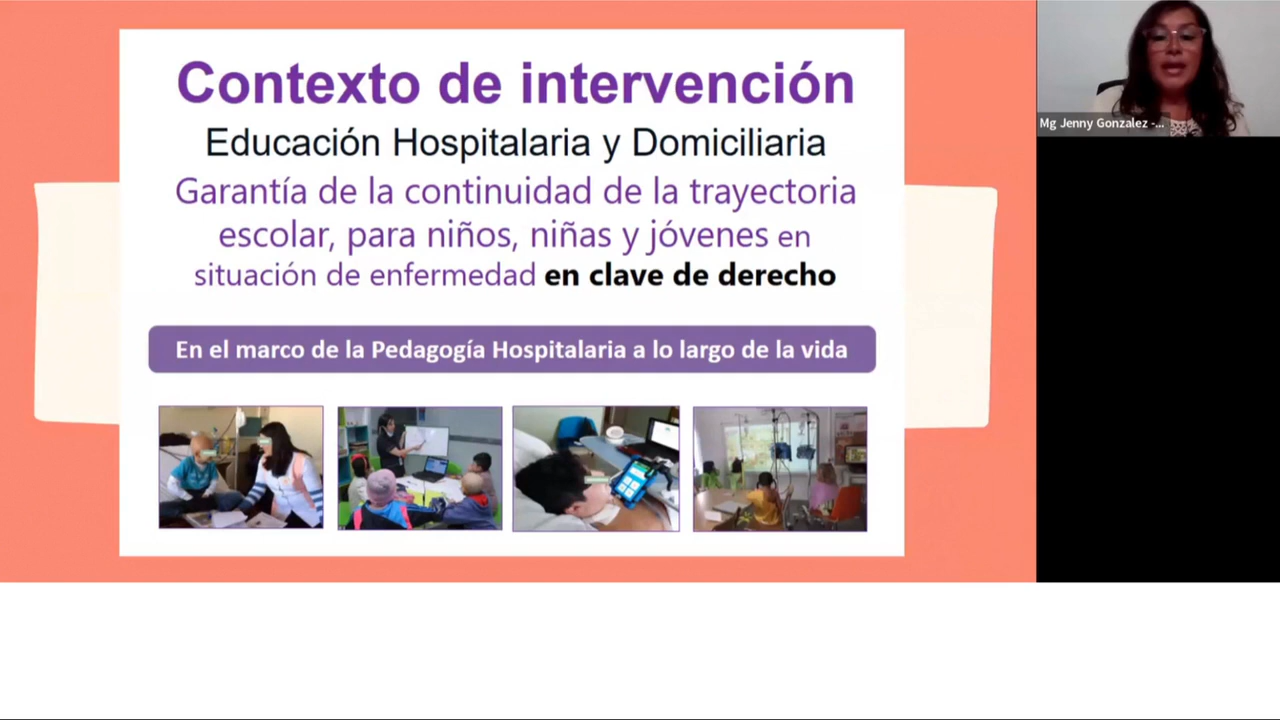 Contexto de intervención
Educación Hospitalaria y Domiciliaria
Garantía de la continuidad de la trayectoria
escolar, para niños, niñas y jóvenes en
situación de enfermedad en clave de derecho
En el marco de la Pedagogía Hospitalaria a lo largo de la vida
Mg Jenny Gonzalez -...